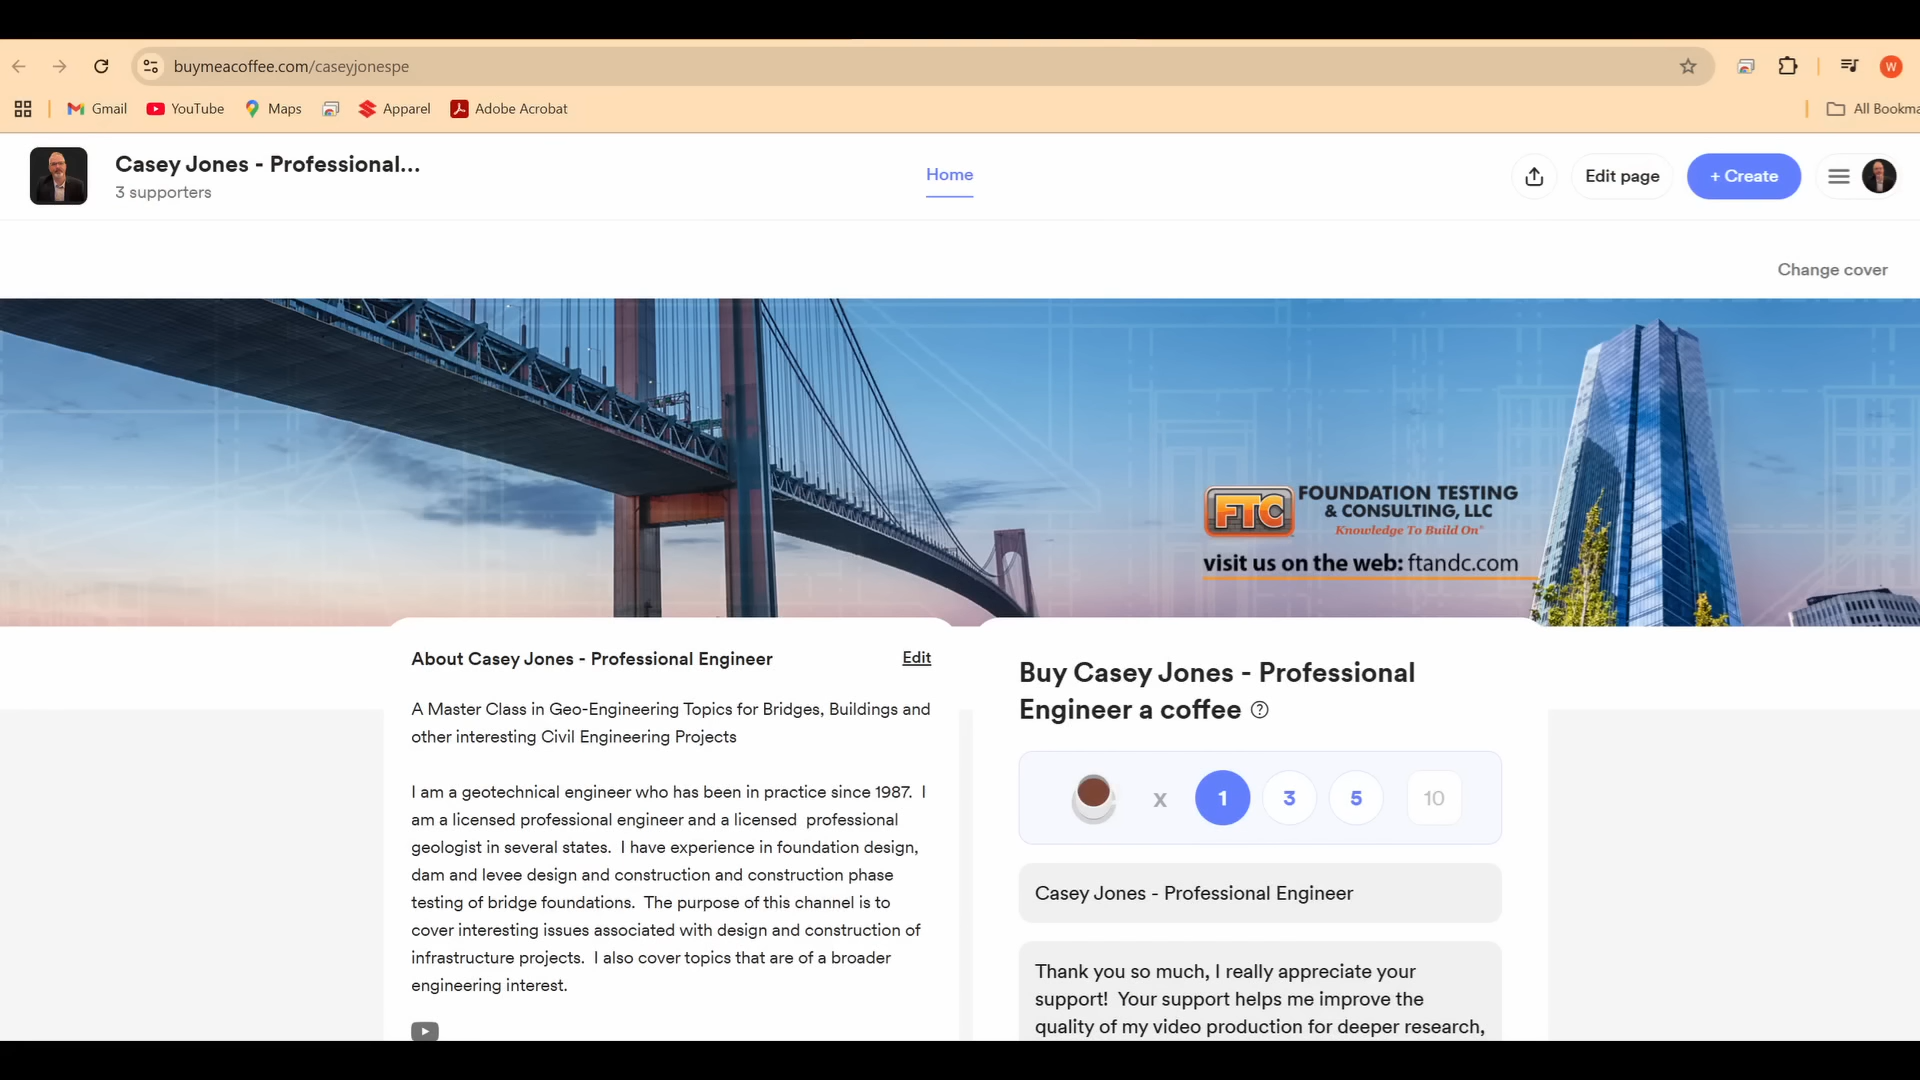 buymeacoffee.com/caseyjonespe
W
Gmail
YouTube
Maps
Apparel
Adobe Acrobat
All Bookma
Casey Jones - Professional...
3 supporters
Home
Edit page
+ Create
Change cover
FTC
FOUNDATION TESTING
& CONSULTING, LLC
Knowledge To Build On®
visit us on the web: ftandc.com
About Casey Jones - Professional Engineer
Edit
A Master Class in Geo-Engineering Topics for Bridges, Buildings and
other interesting Civil Engineering Projects
I am a geotechnical engineer who has been in practice since 1987. I
am a licensed professional engineer and a licensed professional
geologist in several states. I have experience in foundation design,
dam and levee design and construction and construction phase
testing of bridge foundations. The purpose of this channel is to
cover interesting issues associated with design and construction of
infrastructure projects. I also cover topics that are of a broader
engineering interest.
Buy Casey Jones - Professional
Engineer a coffee ?
x 1 3 5 10
Casey Jones - Professional Engineer
Thank you so much, I really appreciate your
support! Your support helps me improve the
quality of my video production for deeper research,